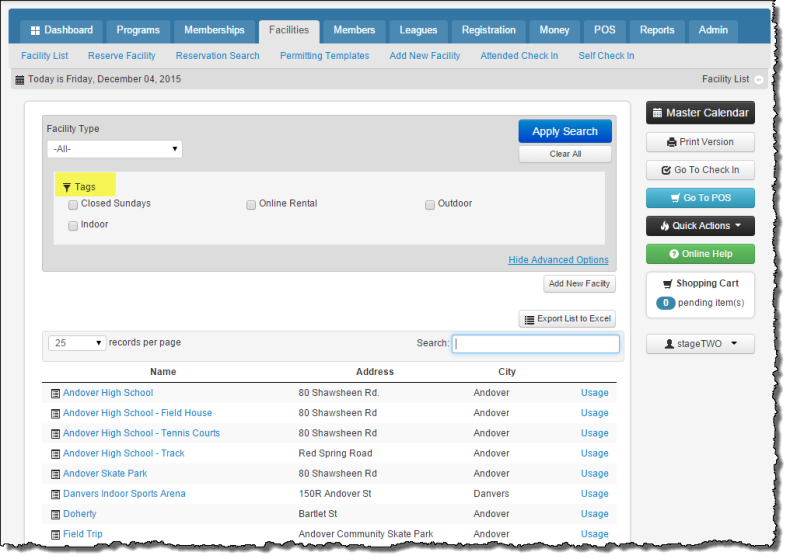 Dashboard Programs Memberships Facilities Members Leagues Registration Money POS Reports Admin
Facility List Reserve Facility Reservation Search Permitting Templates Add New Facility Attended Check In Self Check In
Today is Friday, December 04, 2015 Facility List
Facility Type
-All-
Apply Search
Clear All
Tags
Closed Sundays Online Rental Outdoor
Indoor
Hide Advanced Options
Add New Facilty
Export List to Excel
25 records per page Search:
Name Address City
Andover High School 80 Shawsheen Rd. Andover Usage
Andover High School - Field House 80 Shawsheen Rd Andover Usage
Andover High School - Tennis Courts 80 Shawsheen Rd Andover Usage
Andover High School - Track Red Spring Road Andover Usage
Andover Skate Park 80 Shawsheen Rd Andover Usage
Danvers Indoor Sports Arena 150R Andover St Danvers Usage
Doherty Bartlet St Andover Usage
Field Trip Andover Community Skate Park Andover Usage
Master Calendar
Print Version
Go To Check In
Go To POS
Quick Actions
Online Help
Shopping Cart
0 pending item(s)
stageTWO